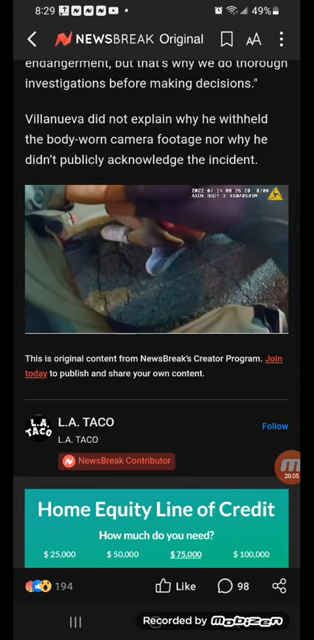 8:29
49%
NEWSBREAK Original
AA
endangerment, but that's why we do thorough
investigations before making decisions."
Villanueva did not explain why he withheld
the body-worn camera footage nor why he
didn't publicly acknowledge the incident.
This is original content from NewsBreak's Creator Program. Join
today to publish and share your own content.
L.A.
TACO
L.A. TACO
L.A. TACO
Follow
NewsBreak Contributor
20:05
Home Equity Line of Credit
How much do you need?
$ 25,000 $ 50,000 $75,000 $ 100,000
194 Like 98
Recorded by mobizen